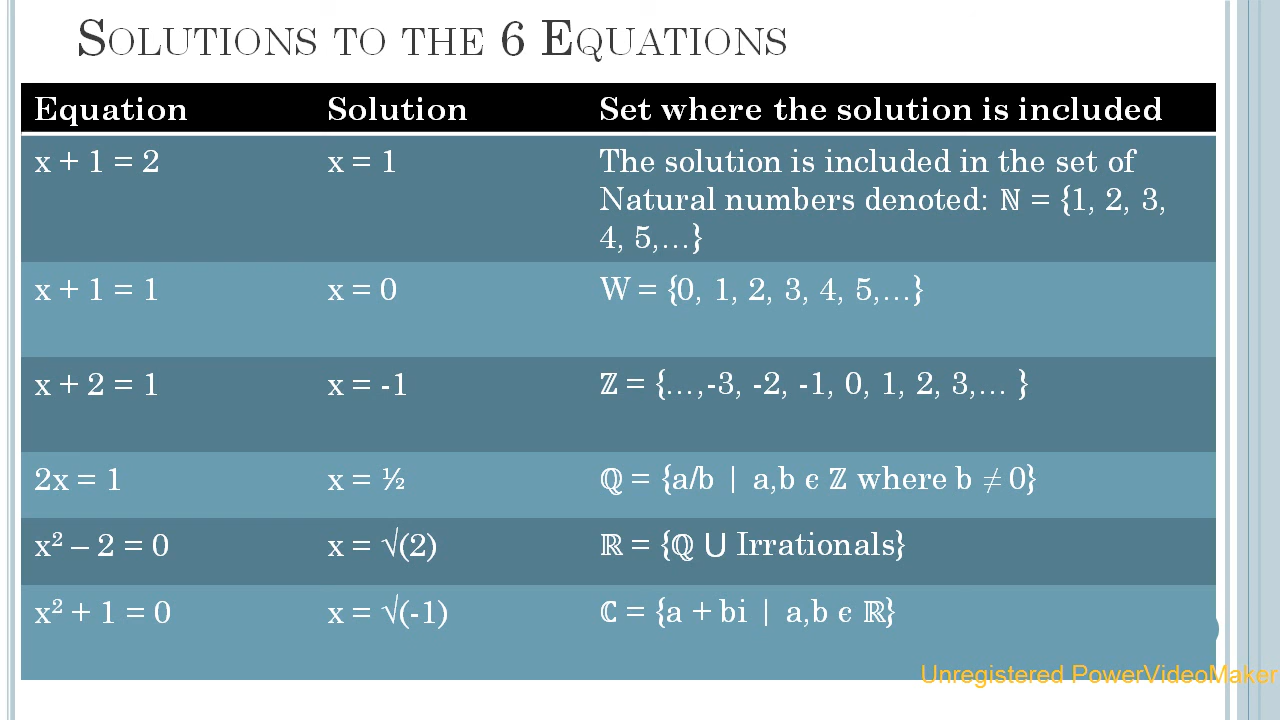 SOLUTIONS TO THE 6 EQUATIONS
Equation Solution Set where the solution is included
x + 1 = 2 x = 1 The solution is included in the set of
Natural numbers denoted: ℕ = {1, 2, 3,
4, 5,…}
x + 1 = 1 x = 0 W = {0, 1, 2, 3, 4, 5,…}
x + 2 = 1 x = -1 ℤ = {…,-3, -2, -1, 0, 1, 2, 3,… }
2x = 1 x = ½ ℚ = {a/b | a,b є ℤ where b ≠ 0}
x² – 2 = 0 x = √(2) ℝ = {ℚ ⋃ Irrationals}
x² + 1 = 0 x = √(-1) ℂ = {a + bi | a,b є ℝ}
Unregistered PowerVideoMaker